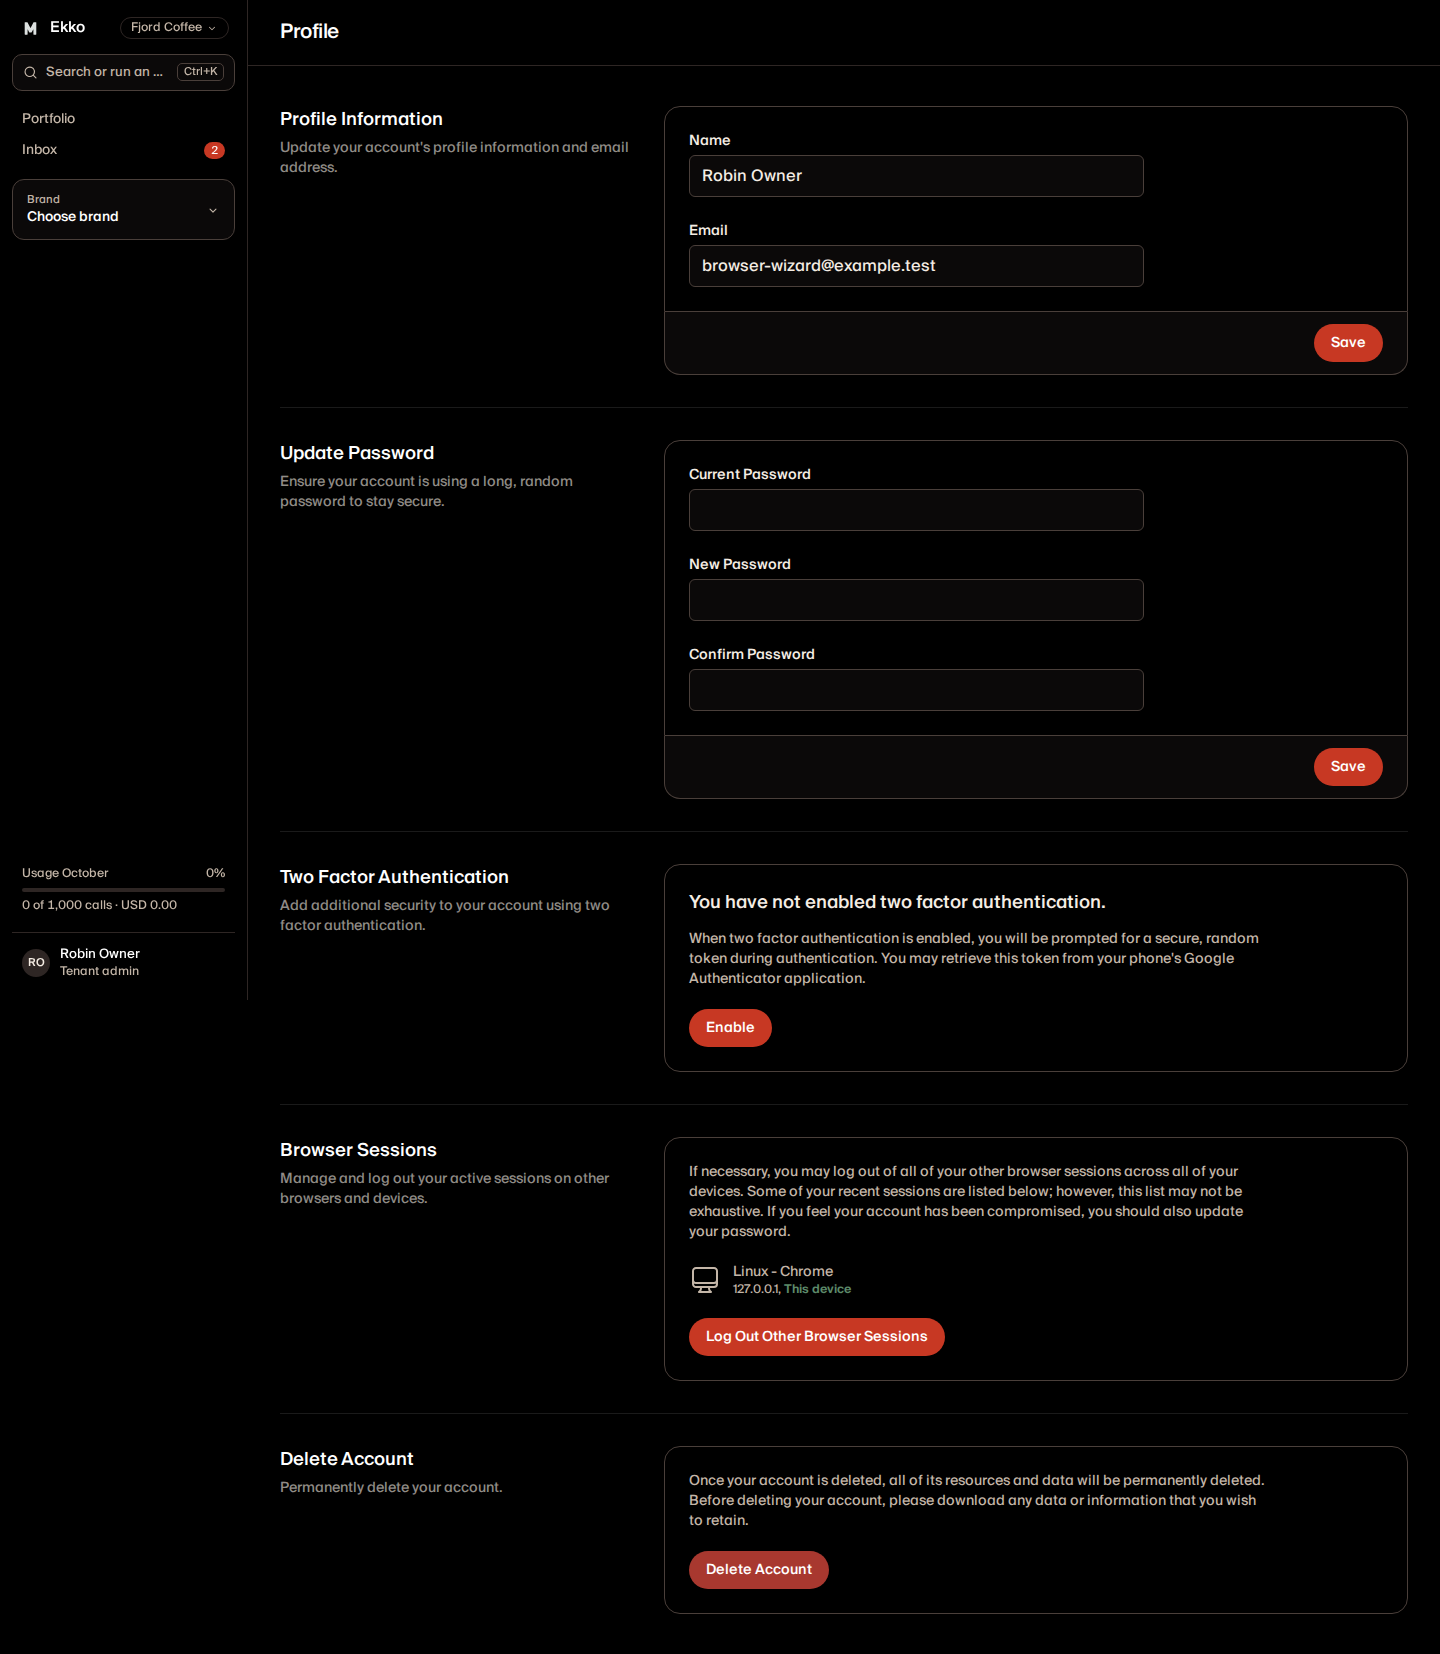 Ekko
Fjord Coffee
Search or run an ...
Ctrl+K
Portfolio
Inbox
2
Brand
Choose brand
Usage October
0%
0 of 1,000 calls · USD 0.00
RO
Robin Owner
Tenant admin
Profile
Profile Information
Update your account's profile information and email
address.
Name
Robin Owner
Email
browser-wizard@example.test
Save
Update Password
Ensure your account is using a long, random
password to stay secure.
Current Password
New Password
Confirm Password
Save
Two Factor Authentication
Add additional security to your account using two
factor authentication.
You have not enabled two factor authentication.
When two factor authentication is enabled, you will be prompted for a secure, random
token during authentication. You may retrieve this token from your phone's Google
Authenticator application.
Enable
Browser Sessions
Manage and log out your active sessions on other
browsers and devices.
If necessary, you may log out of all of your other browser sessions across all of your
devices. Some of your recent sessions are listed below; however, this list may not be
exhaustive. If you feel your account has been compromised, you should also update
your password.
Linux - Chrome
127.0.0.1, This device
Log Out Other Browser Sessions
Delete Account
Permanently delete your account.
Once your account is deleted, all of its resources and data will be permanently deleted.
Before deleting your account, please download any data or information that you wish
to retain.
Delete Account